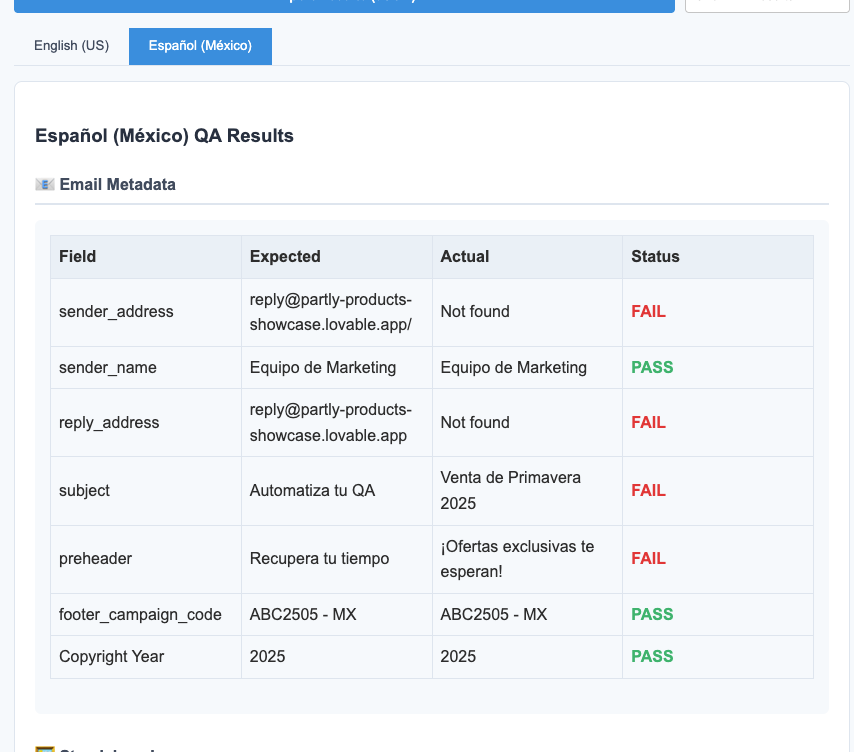 English (US)
Español (México)
Español (México) QA Results
📧 Email Metadata
Field Expected Actual Status
sender_address reply@partly-products-showcase.lovable.app/ Not found FAIL
sender_name Equipo de Marketing Equipo de Marketing PASS
reply_address reply@partly-products-showcase.lovable.app Not found FAIL
subject Automatiza tu QA Venta de Primavera 2025 FAIL
preheader Recupera tu tiempo ¡Ofertas exclusivas te esperan! FAIL
footer_campaign_code ABC2505 - MX ABC2505 - MX PASS
Copyright Year 2025 2025 PASS